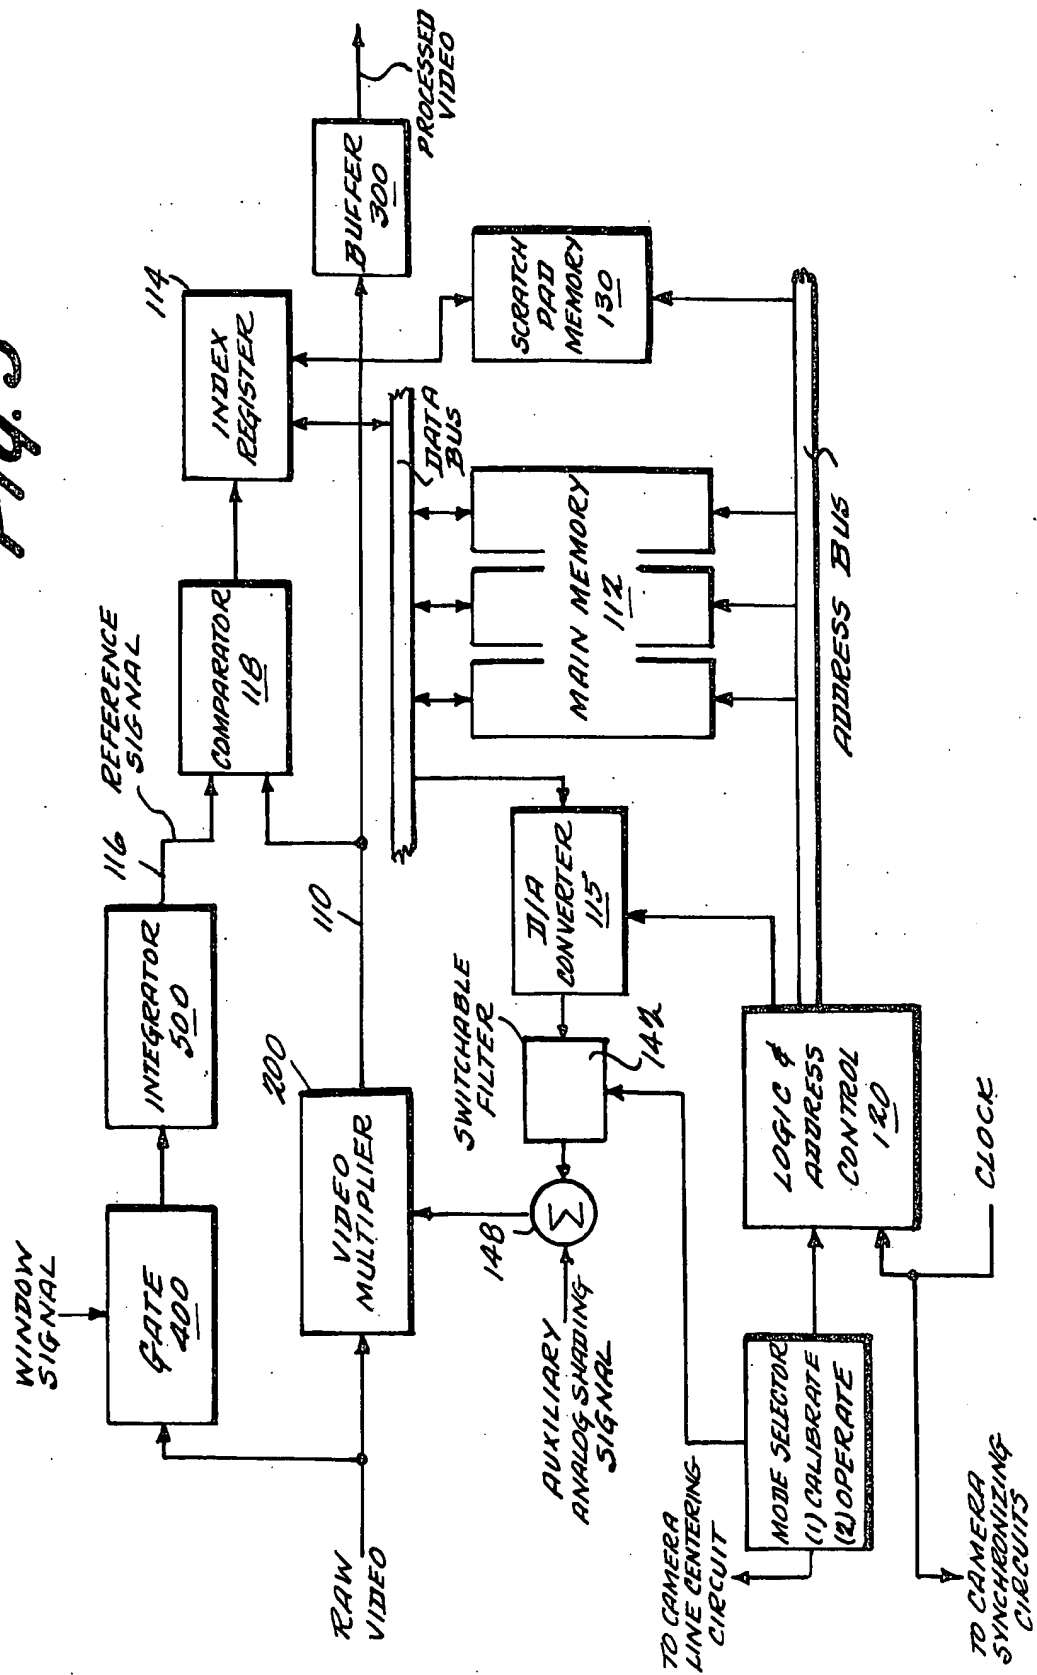 Fig. 3
WINDOW
SIGNAL
GATE
400
INTEGRATOR
500
116
REFERENCE
SIGNAL
COMPARATOR
118
114
INDEX
REGISTER
RAW
VIDEO
VIDEO
MULTIPLIER
200
110
BUFFER
300
PROCESSED
VIDEO
DATA
BUS
AUXILIARY
ANALOG SHADING
SIGNAL
148
Σ
SWITCHABLE
FILTER
142
D/A
CONVERTER
115
MAIN MEMORY
112
SCRATCH
PAD
MEMORY
130
TO CAMERA
LINE CENTERING
CIRCUIT
MODE SELECTOR
(1) CALIBRATE
(2) OPERATE
LOGIC &
ADDRESS
CONTROL
120
ADDRESS BUS
CLOCK
TO CAMERA
SYNCHRONIZING
CIRCUITS